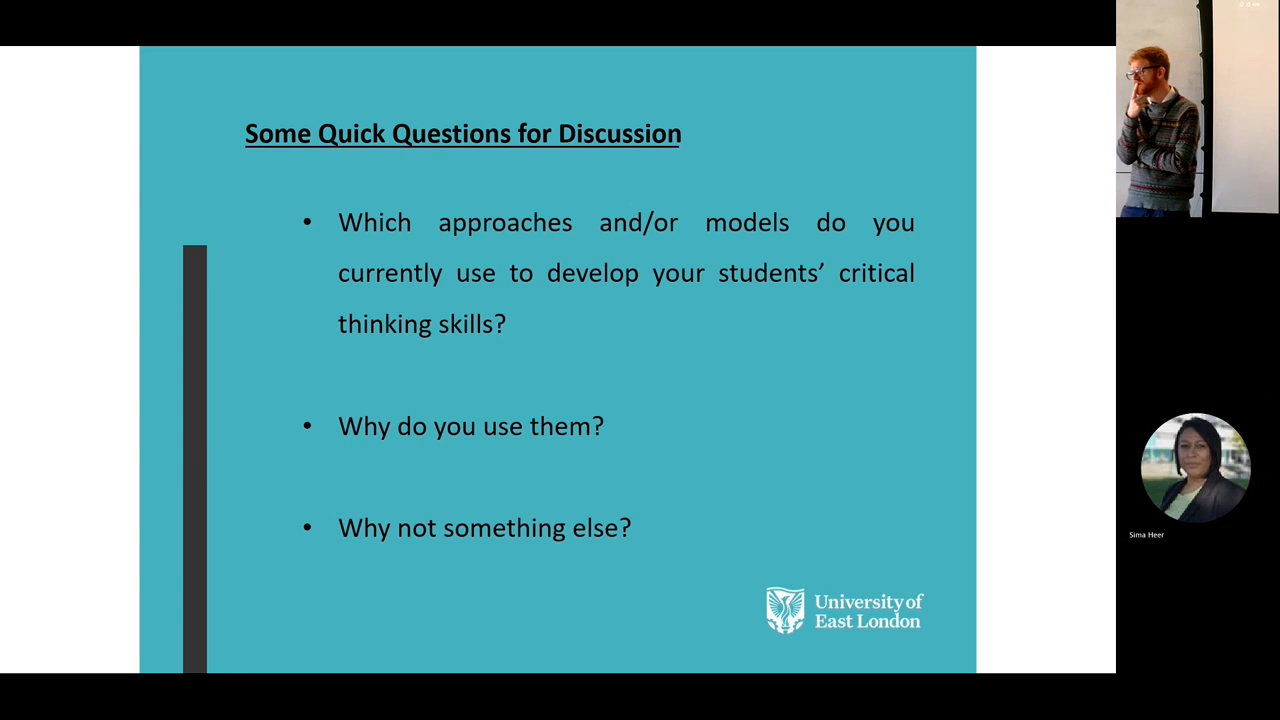 Some Quick Questions for Discussion
• Which approaches and/or models do you
currently use to develop your students’ critical
thinking skills?
• Why do you use them?
• Why not something else?
University of
East London
Sima Heer